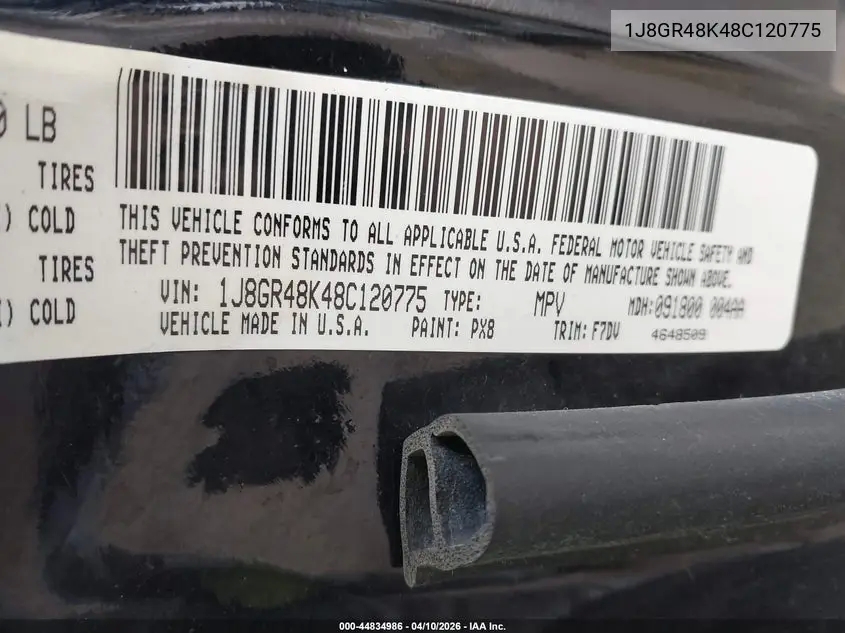 1J8GR48K48C120775
0 LB
TIRES
) COLD
TIRES
) COLD
THIS VEHICLE CONFORMS TO ALL APPLICABLE U.S.A. FEDERAL MOTOR VEHICLE SAFETY AND
THEFT PREVENTION STANDARDS IN EFFECT ON THE DATE OF MANUFACTURE SHOWN ABOVE.
VIN: 1J8GR48K48C120775 TYPE: MPV MDH:091800 004AA
VEHICLE MADE IN U.S.A. PAINT: PX8 TRIM: F7DV 4648509
000-44834986 - 04/10/2026 - IAA Inc.